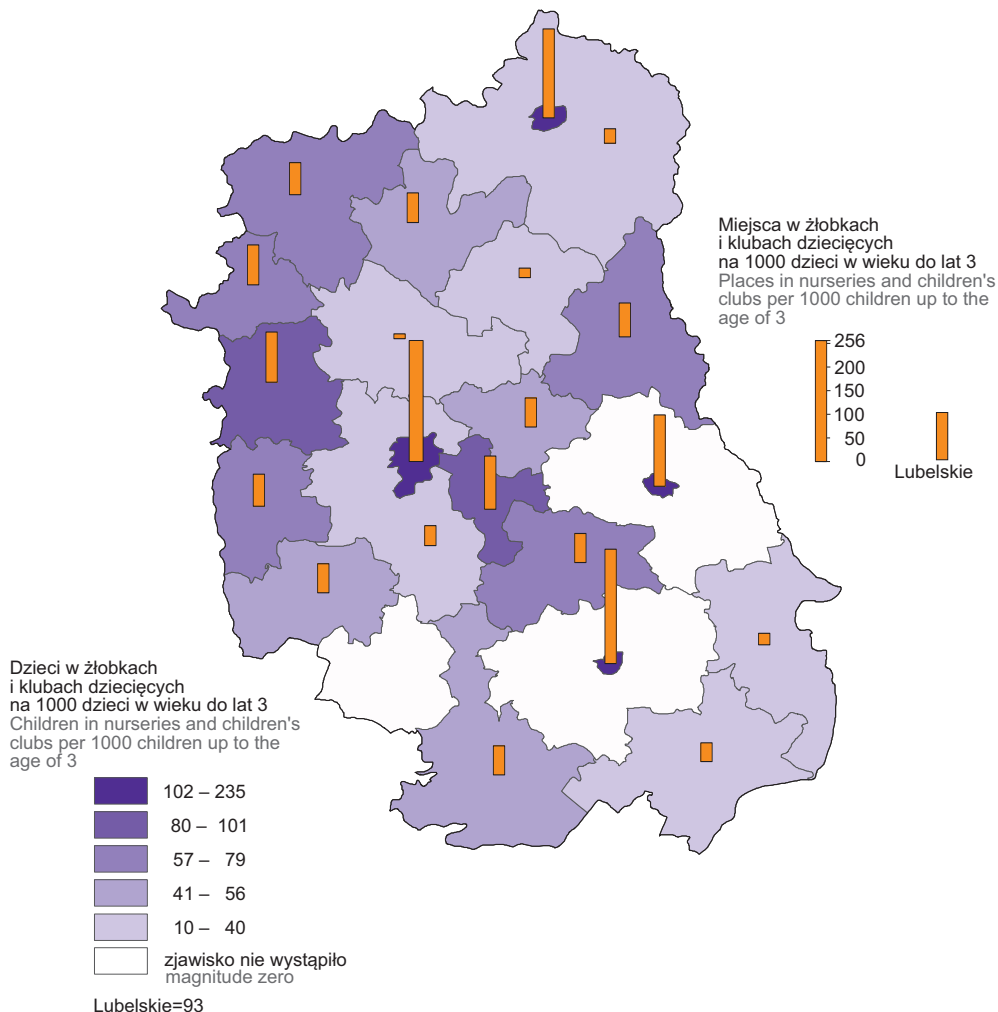 Miejsca w żłobkach
i klubach dziecięcych
na 1000 dzieci w wieku do lat 3
Places in nurseries and children's
clubs per 1000 children up to the
age of 3
256
200
150
100
50
0
Lubelskie
Dzieci w żłobkach
i klubach dziecięcych
na 1000 dzieci w wieku do lat 3
Children in nurseries and children's
clubs per 1000 children up to the
age of 3
102 – 235
80 – 101
57 – 79
41 – 56
10 – 40
zjawisko nie wystąpiło
magnitude zero
Lubelskie=93